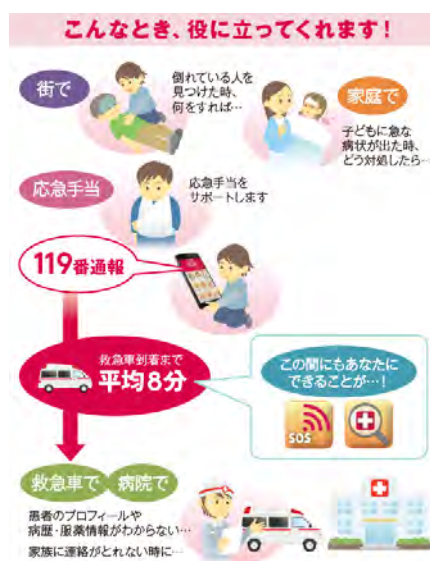 こんなとき、役に立ってくれます！
街で
倒れている人を
見つけた時、
何をすれば…
家庭で
子どもに急な
病状が出た時、
どう対処したら…
応急手当
応急手当を
サポートします
119番通報
救急車到着まで
平均8分
この間にもあなたに
できることが…！
SOS
救急車で
病院で
患者のプロフィールや
病歴・服薬情報がわからない…
家族に連絡がとれない時に…